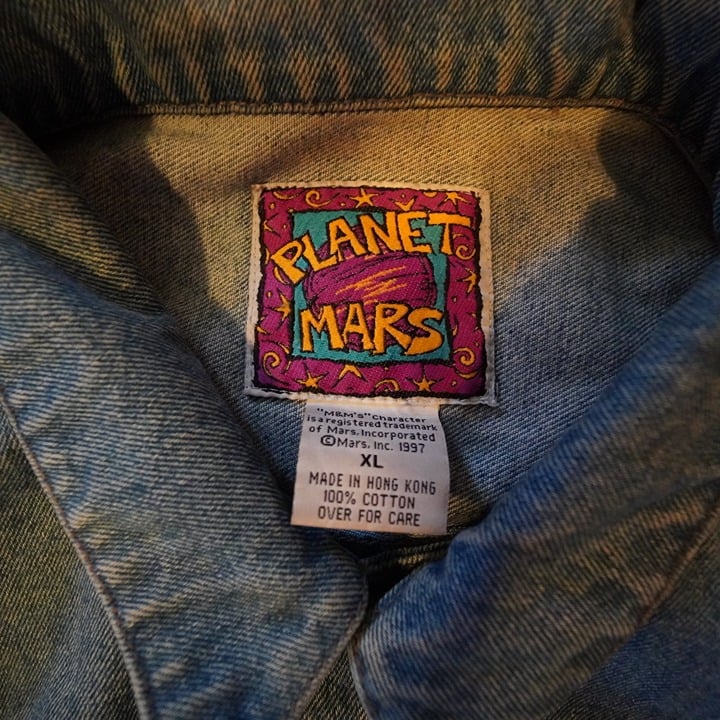 PLANET
MARS
"M&M's" Character
is a registered trademark
of Mars, Incorporated
©Mars, Inc. 1997
XL
MADE IN HONG KONG
100% COTTON
OVER FOR CARE